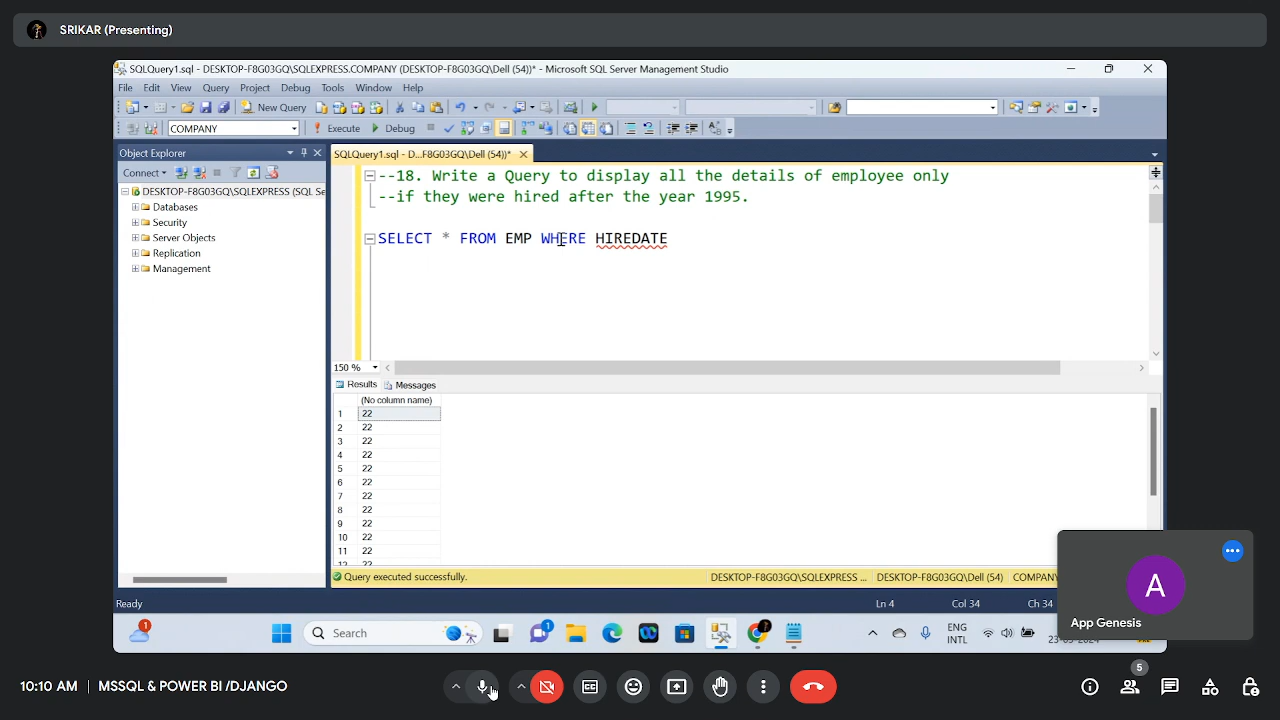 SRIKAR (Presenting)
SQLQuery1.sql - DESKTOP-F8G03GQ\SQLEXPRESS.COMPANY (DESKTOP-F8G03GQ\Dell (54))* - Microsoft SQL Server Management Studio
File Edit View Query Project Debug Tools Window Help
New Query
COMPANY Execute Debug
Object Explorer
SQLQuery1.sql - D...F8G03GQ\Dell (54))*
Connect
DESKTOP-F8G03GQ\SQLEXPRESS (SQL Se
Databases
Security
Server Objects
Replication
Management
--18. Write a Query to display all the details of employee only
--if they were hired after the year 1995.
SELECT * FROM EMP WHERE HIREDATE
150 %
Results Messages
(No column name)
1 22
2 22
3 22
4 22
5 22
6 22
7 22
8 22
9 22
10 22
11 22
12 22
Query executed successfully. DESKTOP-F8G03GQ\SQLEXPRESS ... DESKTOP-F8G03GQ\Dell (54) COMPANY
Ready Ln 4 Col 34 Ch 34
A
App Genesis
1
Search
1
ENG
INTL
5
10:10 AM | MSSQL & POWER BI /DJANGO